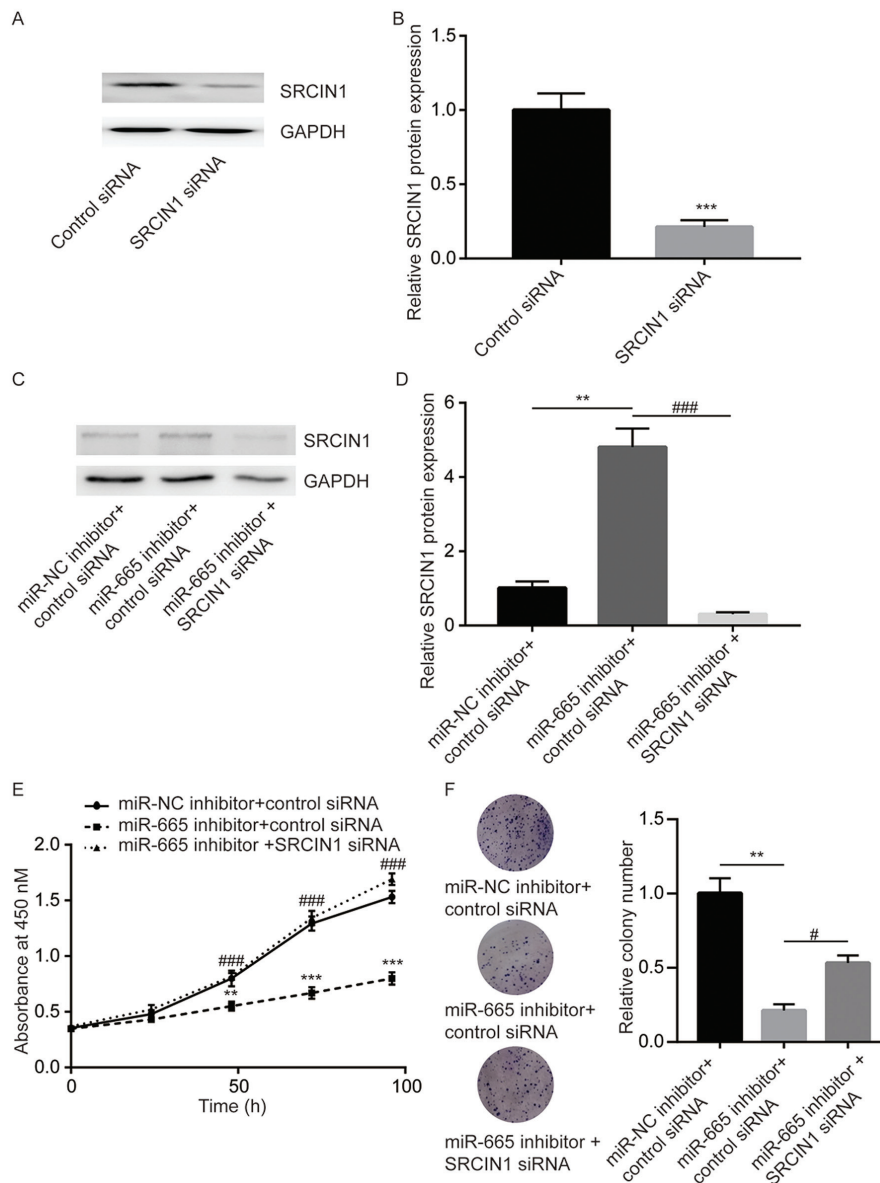 A
SRCIN1
GAPDH
Control siRNA
SRCIN1 siRNA
B
Relative SRCIN1 protein expression
1.5
1.0
0.5
0.0
***
Control siRNA
SRCIN1 siRNA
C
SRCIN1
GAPDH
miR-NC inhibitor+
control siRNA
miR-665 inhibitor+
control siRNA
miR-665 inhibitor +
SRCIN1 siRNA
D
Relative SRCIN1 protein expression
6
4
2
0
**
###
miR-NC inhibitor+
control siRNA
miR-665 inhibitor+
control siRNA
miR-665 inhibitor +
SRCIN1 siRNA
E
miR-NC inhibitor+control siRNA
miR-665 inhibitor+control siRNA
miR-665 inhibitor +SRCIN1 siRNA
Absorbance at 450 nM
2.0
1.5
1.0
0.5
0.0
###
###
###
**
***
***
0
50
100
Time (h)
F
miR-NC inhibitor+
control siRNA
miR-665 inhibitor+
control siRNA
miR-665 inhibitor +
SRCIN1 siRNA
Relative colony number
1.5
1.0
0.5
0.0
**
#
miR-NC inhibitor+
control siRNA
miR-665 inhibitor+
control siRNA
miR-665 inhibitor +
SRCIN1 siRNA